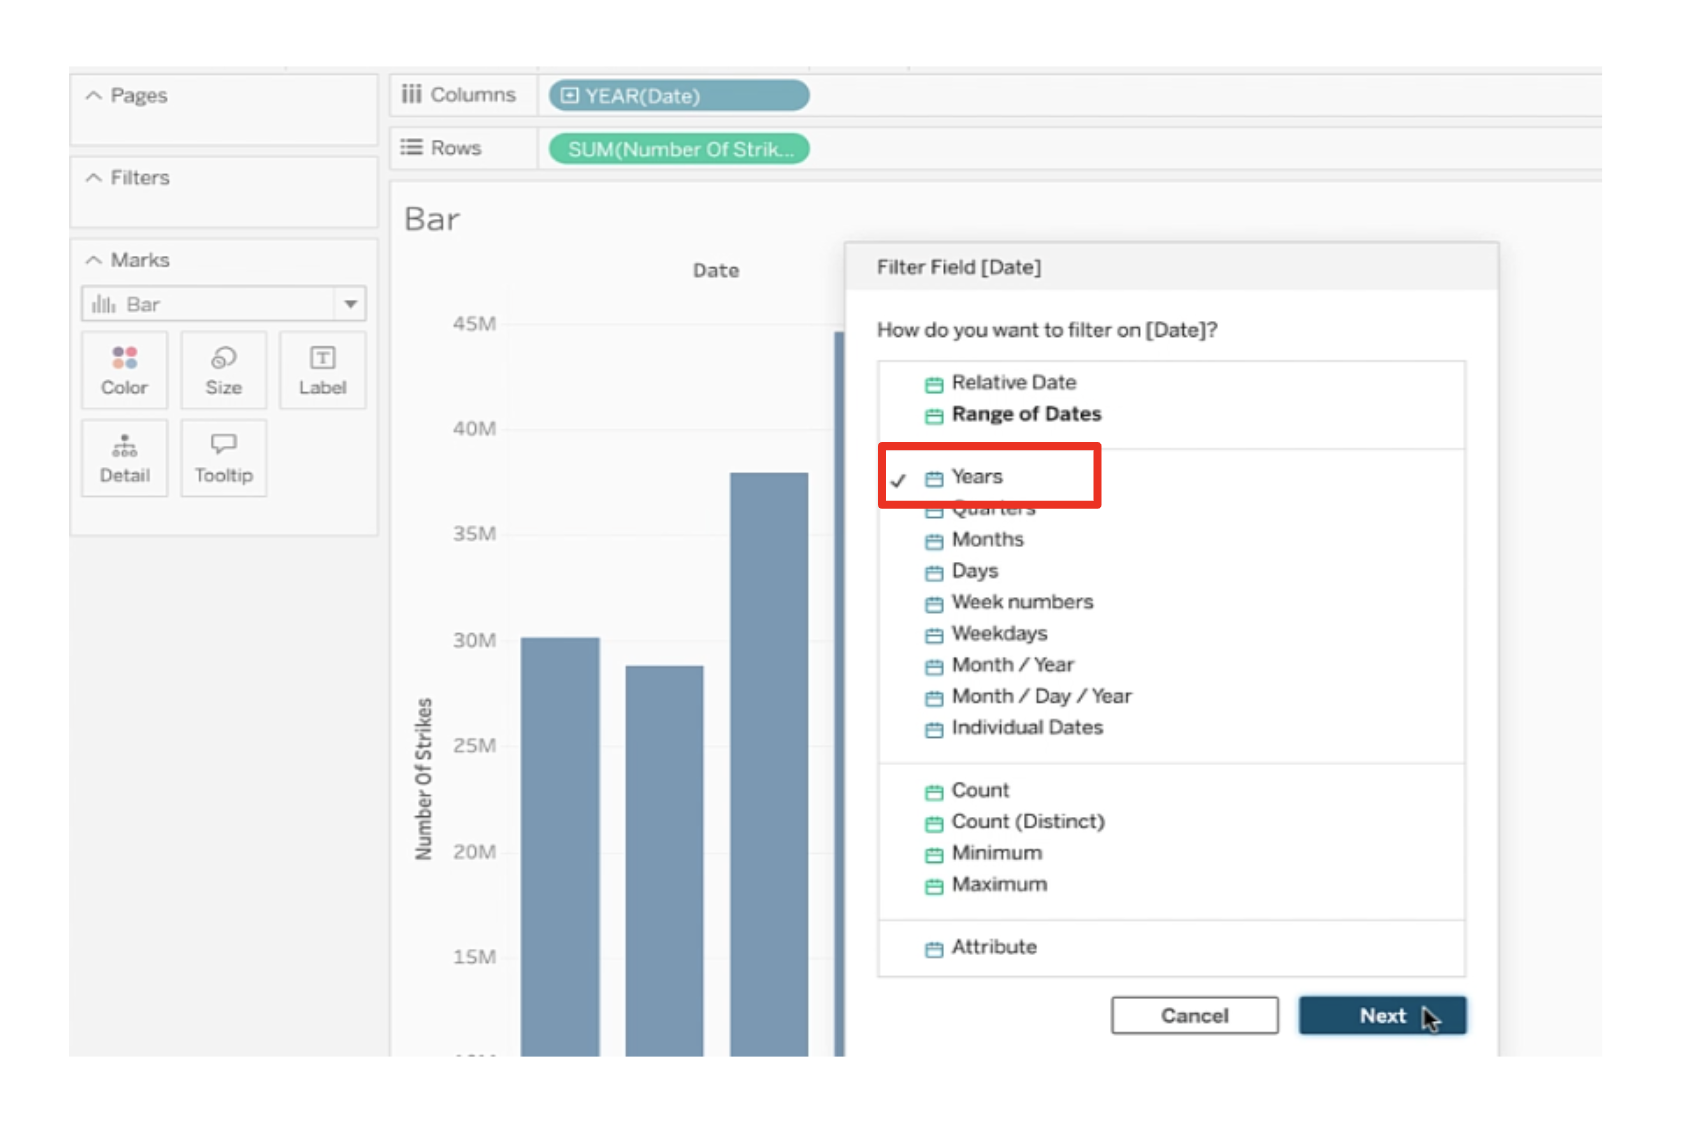 Pages
Columns
YEAR(Date)
Rows
SUM(Number Of Strik...
Filters
Bar
Marks
Bar
Color
Size
Label
Detail
Tooltip
Date
Number Of Strikes
45M
40M
35M
30M
25M
20M
15M
Filter Field [Date]
How do you want to filter on [Date]?
Relative Date
Range of Dates
Years
Quarters
Months
Days
Week numbers
Weekdays
Month / Year
Month / Day / Year
Individual Dates
Count
Count (Distinct)
Minimum
Maximum
Attribute
Cancel
Next